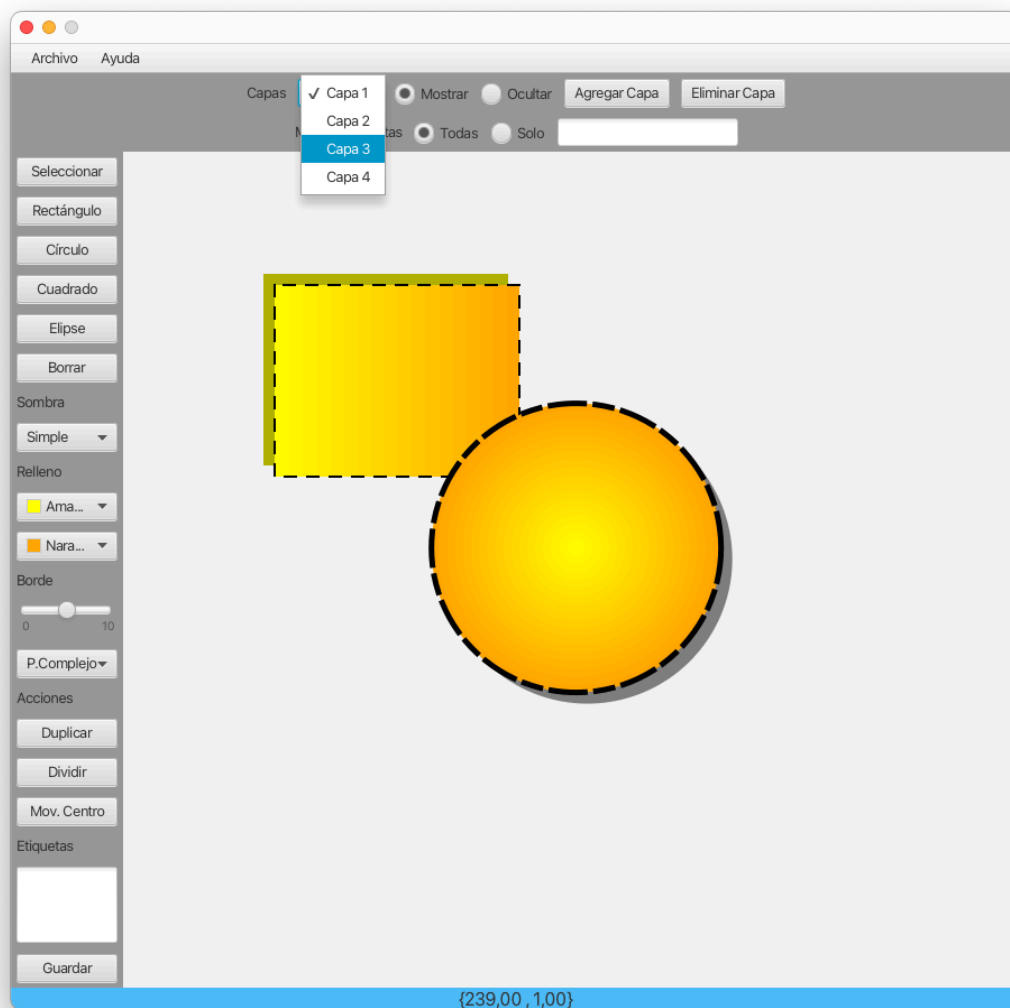 Archivo Ayuda
Capas ✓ Capa 1 Mostrar Ocultar Agregar Capa Eliminar Capa
Capa 2
Todas Solo
Capa 3
Capa 4
Seleccionar
Rectángulo
Círculo
Cuadrado
Elipse
Borrar
Sombra
Simple
Relleno
Ama...
Nara...
Borde
0 10
P.Complejo
Acciones
Duplicar
Dividir
Mov. Centro
Etiquetas
Guardar
{239,00 , 1,00}